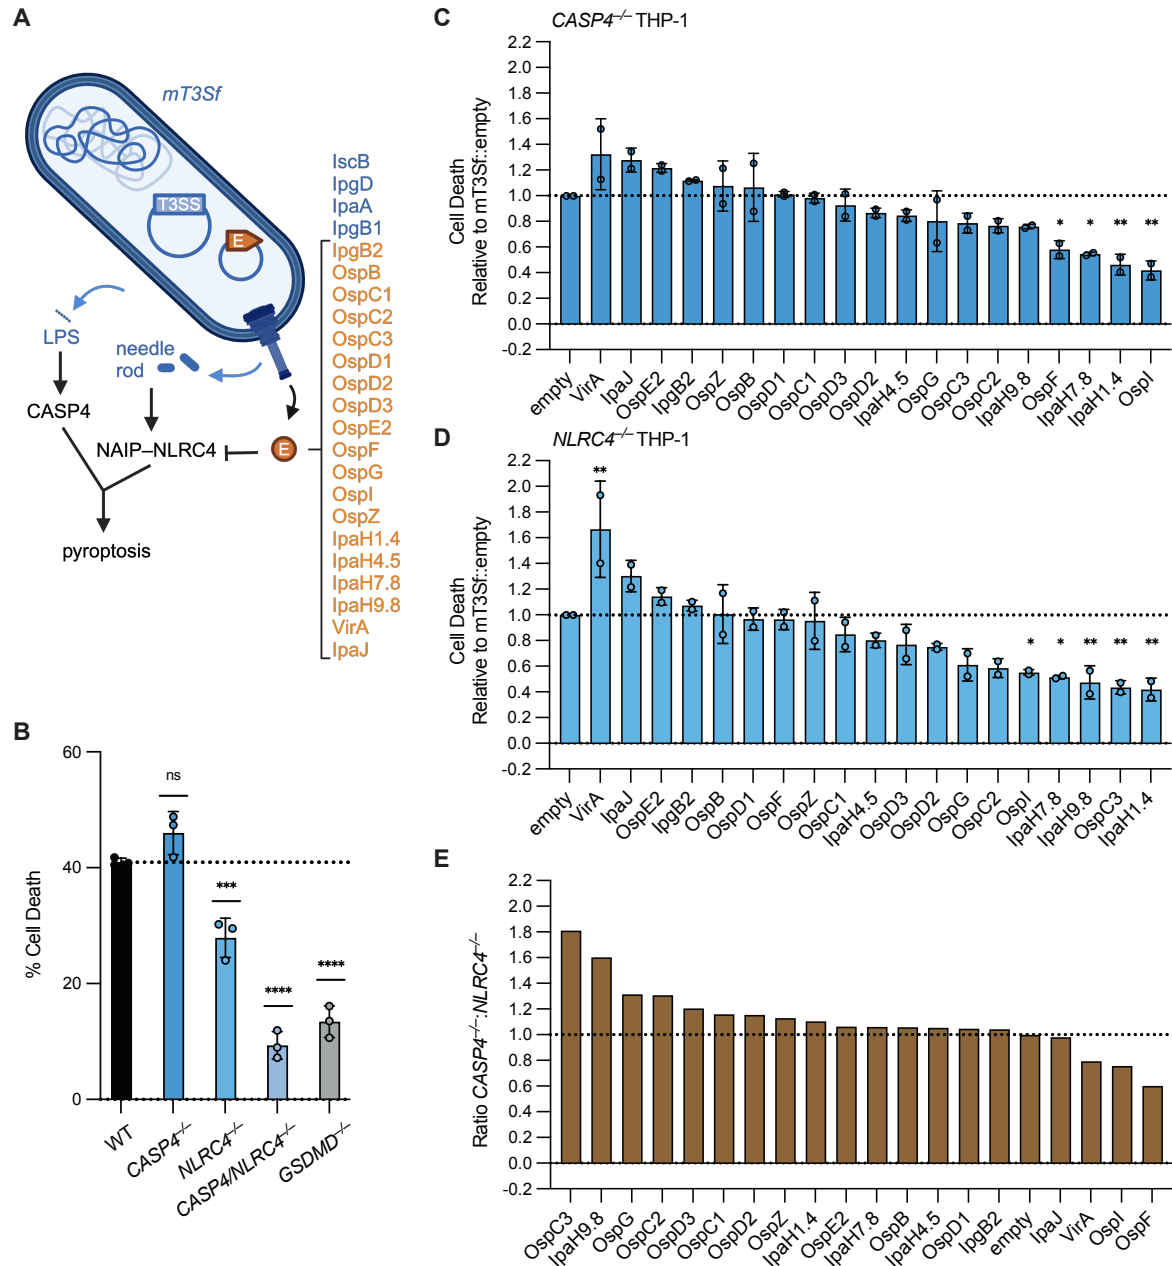 A
mT3Sf
T3SS
E
LPS
needle
rod
CASP4
NAIP–NLRC4
E
pyroptosis
IscB
IpgD
IpaA
IpgB1
IpgB2
OspB
OspC1
OspC2
OspC3
OspD1
OspD2
OspD3
OspE2
OspF
OspG
OspI
OspZ
IpaH1.4
IpaH4.5
IpaH7.8
IpaH9.8
VirA
IpaJ
B
% Cell Death
60
40
20
0
ns
***
****
****
WT
CASP4–/–
NLRC4–/–
CASP4/NLRC4–/–
GSDMD–/–
C
CASP4–/– THP-1
Cell Death
Relative to mT3Sf::empty
2.2
2.0
1.8
1.6
1.4
1.2
1.0
0.8
0.6
0.4
0.2
0.0
-0.2
* * ** **
empty
VirA
IpaJ
OspE2
IpgB2
OspZ
OspB
OspD1
OspC1
OspD3
OspD2
IpaH4.5
OspG
OspC3
OspC2
IpaH9.8
OspF
IpaH7.8
IpaH1.4
OspI
D
NLRC4–/– THP-1
Cell Death
Relative to mT3Sf::empty
2.2
2.0
1.8
1.6
1.4
1.2
1.0
0.8
0.6
0.4
0.2
0.0
-0.2
**
* * ** ** **
empty
VirA
IpaJ
OspE2
IpgB2
OspB
OspD1
OspF
OspZ
OspC1
IpaH4.5
OspD3
OspD2
OspG
OspC2
OspI
IpaH7.8
IpaH9.8
OspC3
IpaH1.4
E
Ratio CASP4–/–:NLRC4–/–
2.2
2.0
1.8
1.6
1.4
1.2
1.0
0.8
0.6
0.4
0.2
0.0
-0.2
OspC3
IpaH9.8
OspG
OspC2
OspD3
OspC1
OspD2
OspZ
IpaH1.4
OspE2
IpaH7.8
OspB
IpaH4.5
OspD1
IpgB2
empty
IpaJ
VirA
OspI
OspF